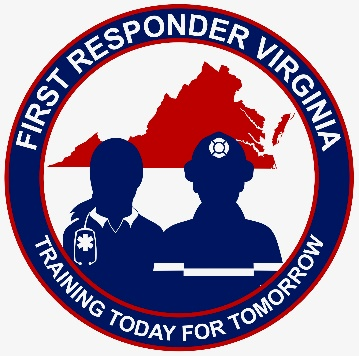 FIRST RESPONDER VIRGINIA
TRAINING TODAY FOR TOMORROW